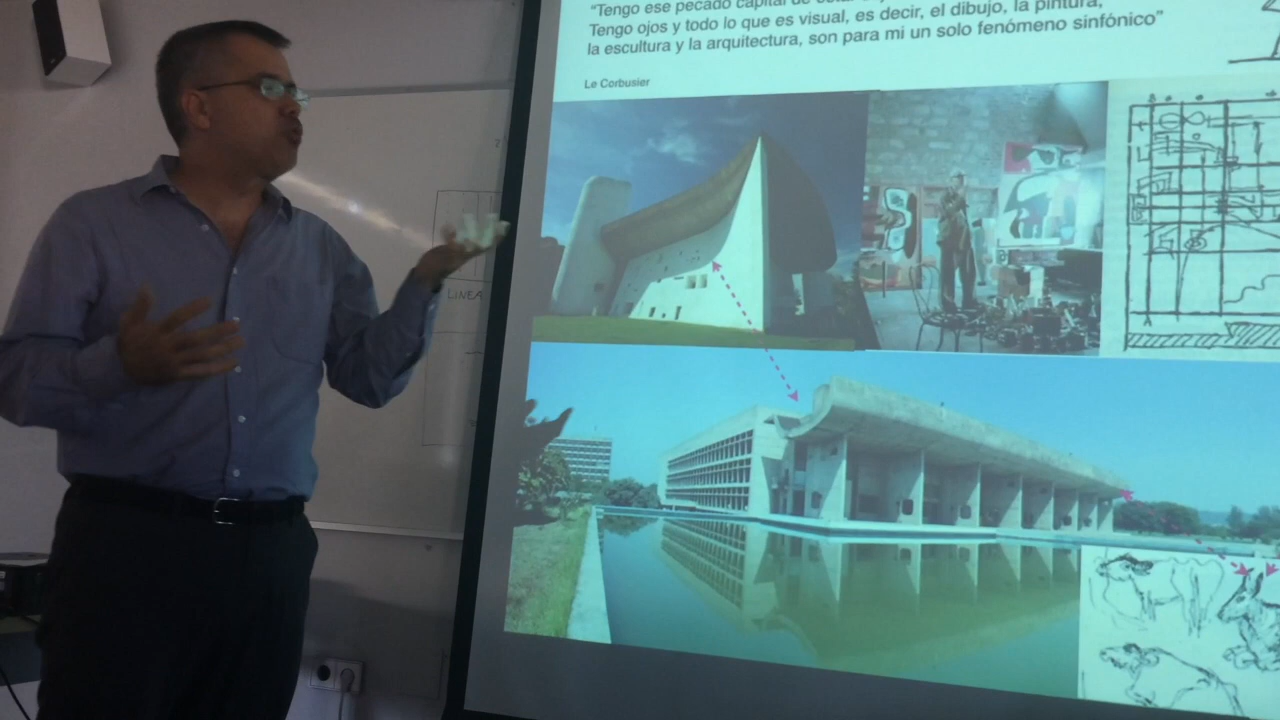 "Tengo ese pecado capital de
Tengo ojos y todo lo que es visual, es decir, el dibujo, la pintura,
la escultura y la arquitectura, son para mi un solo fenómeno sinfónico"
Le Corbusier
LINEA